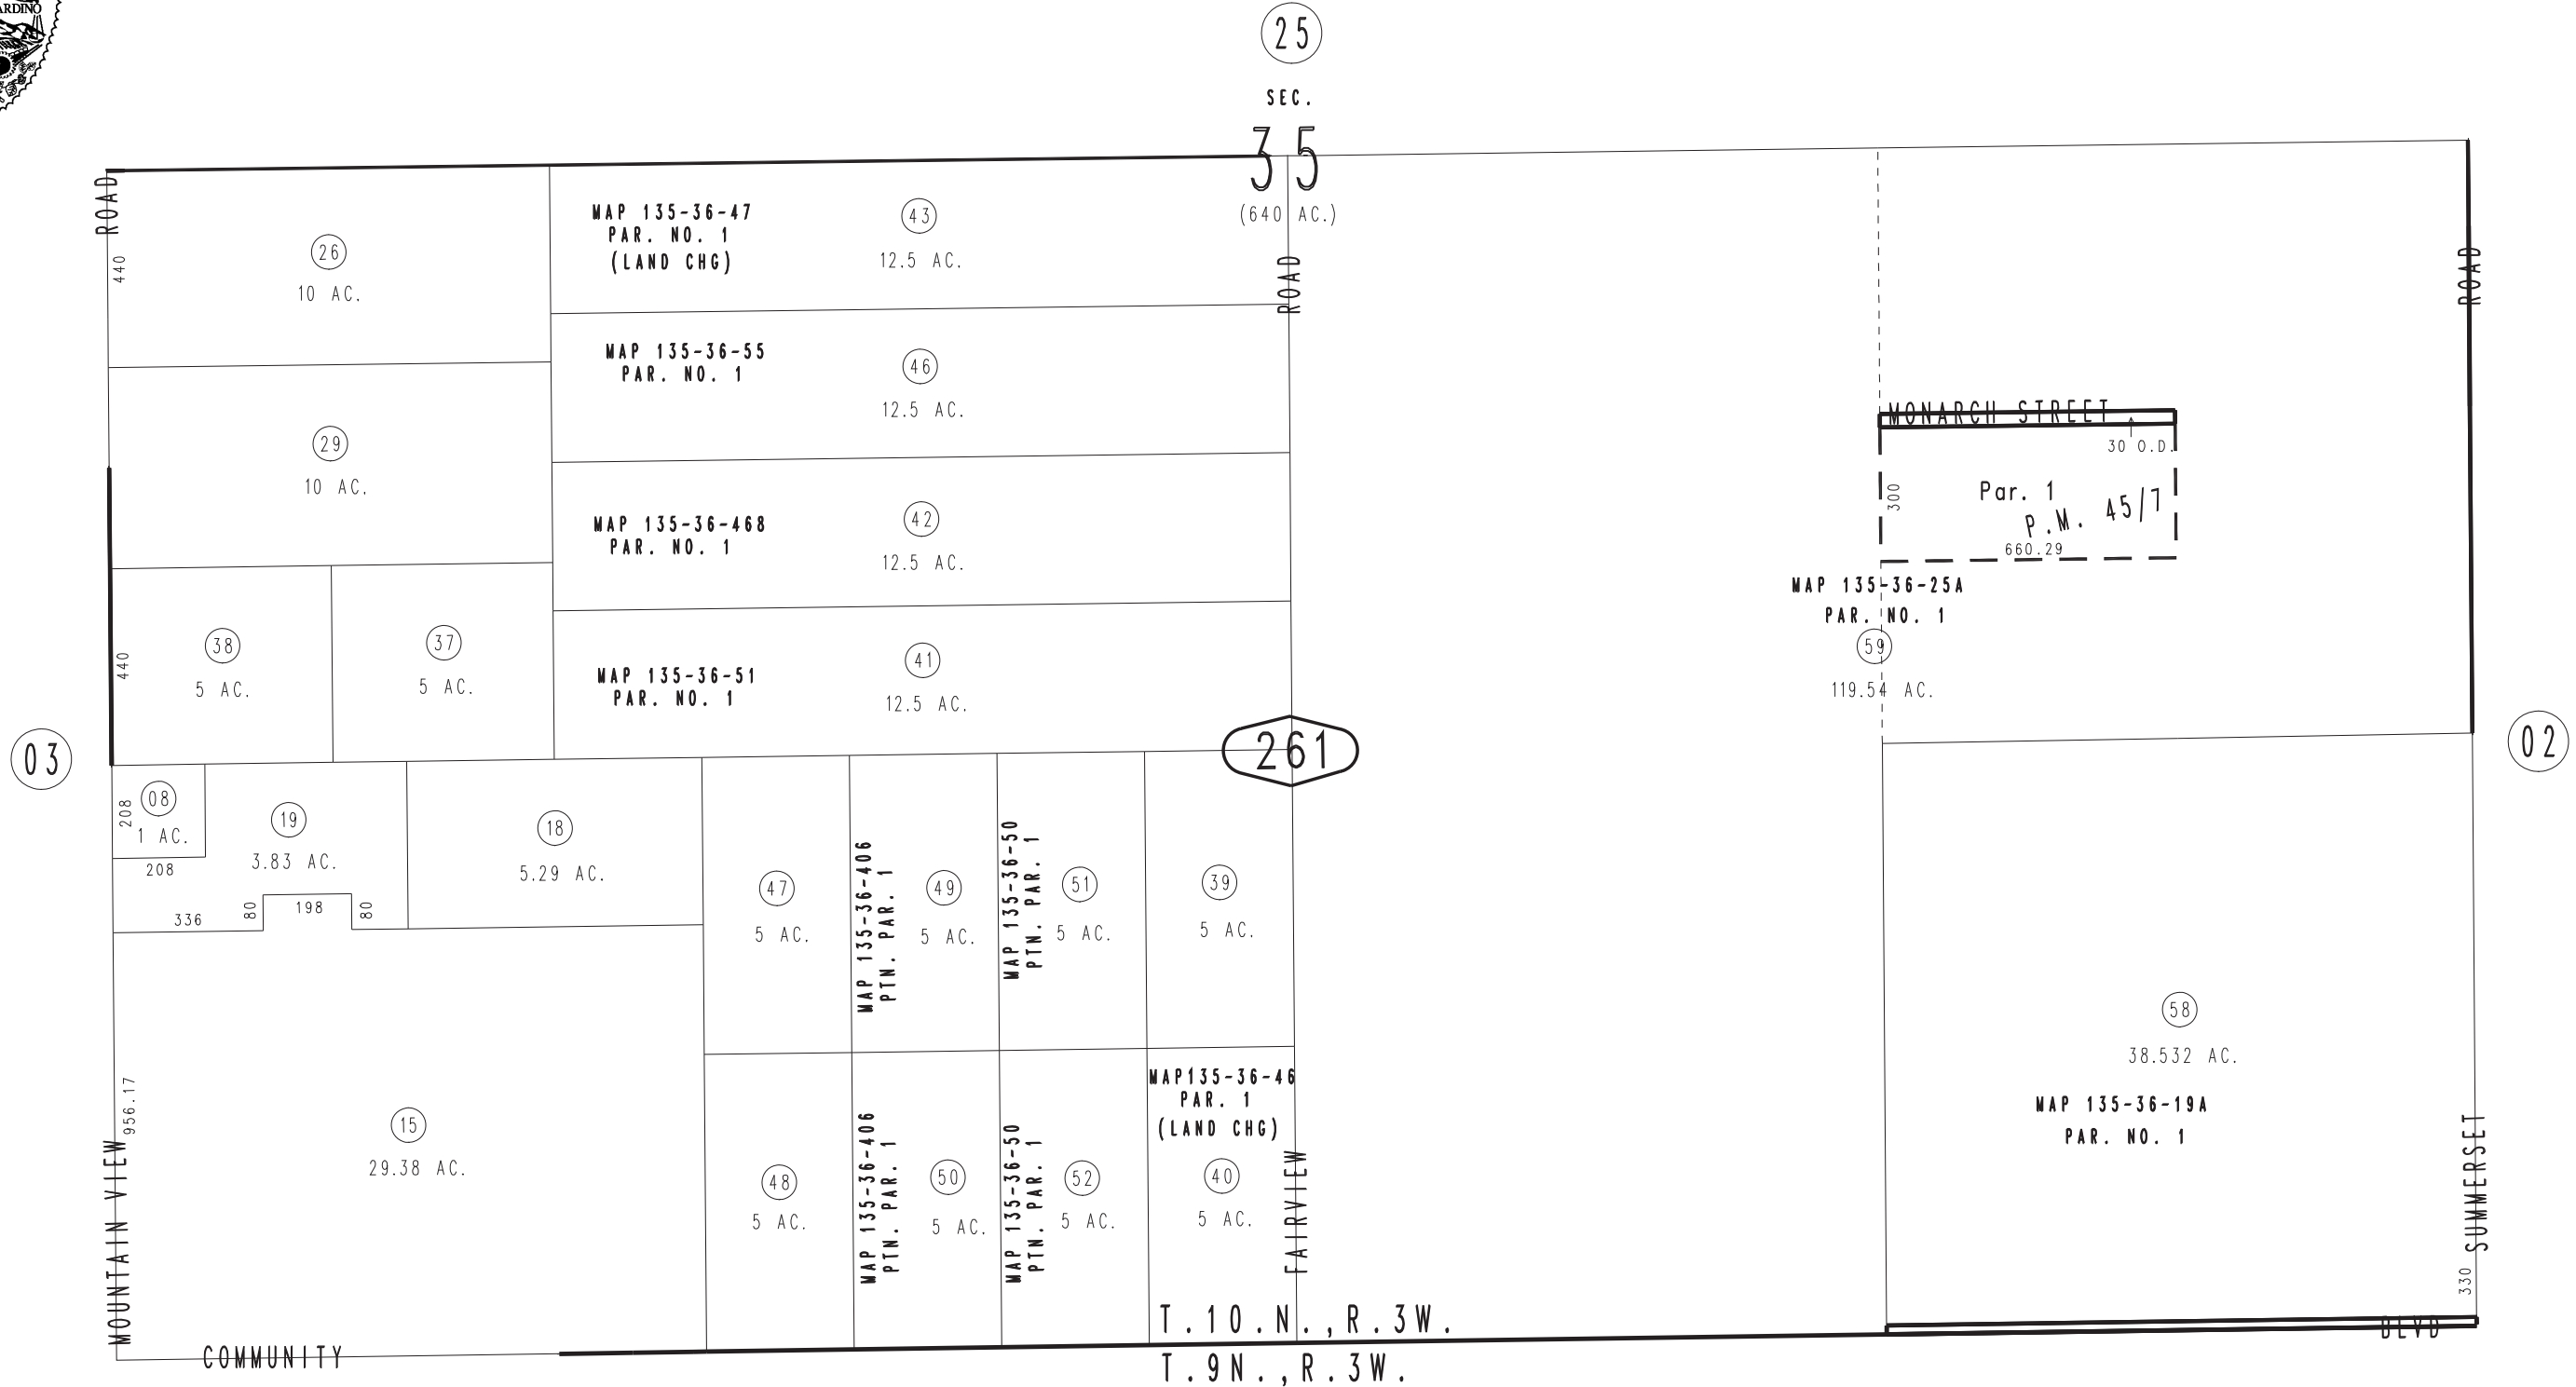 ARDINO
25
SEC.
35
(640 AC.)
ROAD
440
26
10 AC.
MAP 135-36-47
PAR. NO. 1
(LAND CHG)
43
12.5 AC.
ROAD
ROAD
MAP 135-36-55
PAR. NO. 1
46
12.5 AC.
29
10 AC.
MONARCH STREET
30 O.D.
300
Par. 1
P.M. 45/7
660.29
MAP 135-36-468
PAR. NO. 1
42
12.5 AC.
MAP 135-36-25A
PAR. NO. 1
59
119.54 AC.
440
38
5 AC.
37
5 AC.
MAP 135-36-51
PAR. NO. 1
41
12.5 AC.
03
261
02
208
08
1 AC.
208
19
3.83 AC.
336
80
198
80
18
5.29 AC.
47
5 AC.
MAP 135-36-406
PTN. PAR. 1
49
5 AC.
MAP 135-36-50
PTN. PAR. 1
51
5 AC.
39
5 AC.
58
38.532 AC.
MAP 135-36-19A
PAR. NO. 1
956.17
15
29.38 AC.
48
5 AC.
MAP 135-36-406
PTN. PAR. 1
50
5 AC.
MAP 135-36-50
PTN. PAR. 1
52
5 AC.
MAP135-36-46
PAR. 1
(LAND CHG)
40
5 AC.
MOUNTAIN VIEW
FAIRVIEW
SUMMERSET
330
T.10.N.,R.3W.
COMMUNITY
BLVD
T.9N.,R.3W.